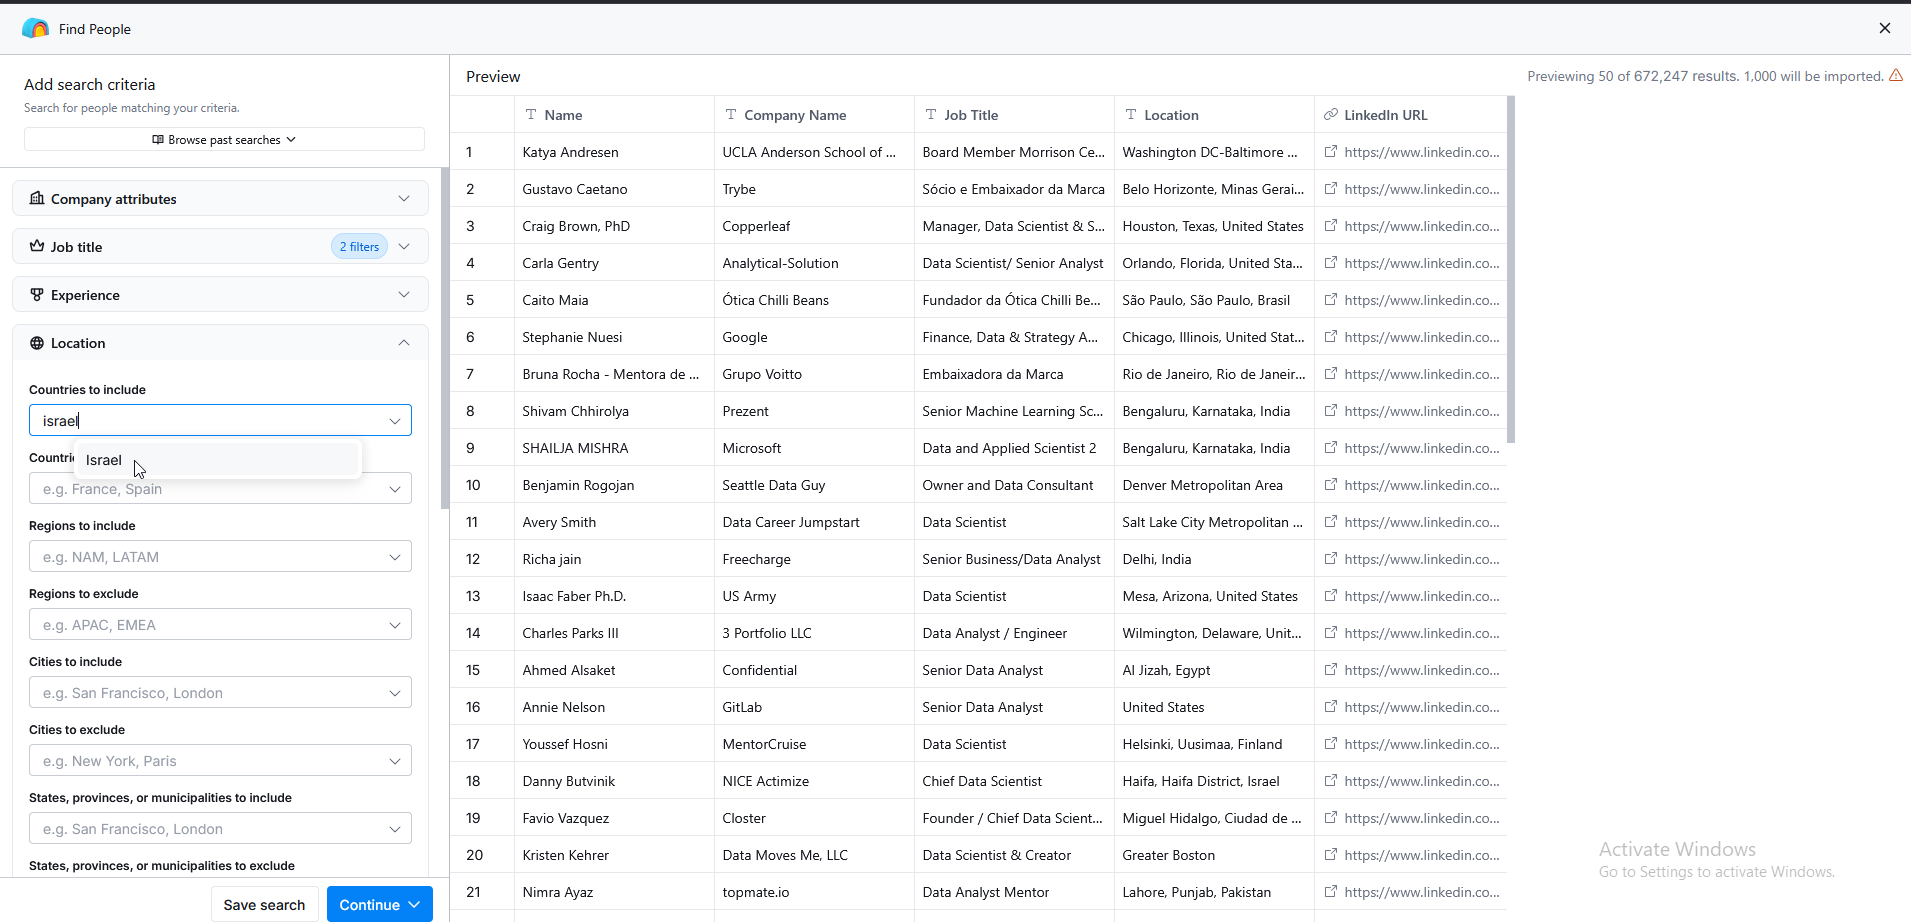 Find People
Add search criteria
Search for people matching your criteria.
Browse past searches
Company attributes
Job title 2 filters
Experience
Location
Countries to include
israel
Israel
Countri
e.g. France, Spain
Regions to include
e.g. NAM, LATAM
Regions to exclude
e.g. APAC, EMEA
Cities to include
e.g. San Francisco, London
Cities to exclude
e.g. New York, Paris
States, provinces, or municipalities to include
e.g. San Francisco, London
States, provinces, or municipalities to exclude
Save search Continue
Preview
Previewing 50 of 672,247 results. 1,000 will be imported.
Name Company Name Job Title Location LinkedIn URL
1 Katya Andresen UCLA Anderson School of ... Board Member Morrison Ce... Washington DC-Baltimore ... https://www.linkedin.co...
2 Gustavo Caetano Trybe Sócio e Embaixador da Marca Belo Horizonte, Minas Gerai... https://www.linkedin.co...
3 Craig Brown, PhD Copperleaf Manager, Data Scientist & S... Houston, Texas, United States https://www.linkedin.co...
4 Carla Gentry Analytical-Solution Data Scientist/ Senior Analyst Orlando, Florida, United Sta... https://www.linkedin.co...
5 Caito Maia Ótica Chilli Beans Fundador da Ótica Chilli Be... São Paulo, São Paulo, Brasil https://www.linkedin.co...
6 Stephanie Nuesi Google Finance, Data & Strategy A... Chicago, Illinois, United Stat... https://www.linkedin.co...
7 Bruna Rocha - Mentora de ... Grupo Voitto Embaixadora da Marca Rio de Janeiro, Rio de Janeir... https://www.linkedin.co...
8 Shivam Chhirolya Prezent Senior Machine Learning Sc... Bengaluru, Karnataka, India https://www.linkedin.co...
9 SHAILJA MISHRA Microsoft Data and Applied Scientist 2 Bengaluru, Karnataka, India https://www.linkedin.co...
10 Benjamin Rogojan Seattle Data Guy Owner and Data Consultant Denver Metropolitan Area https://www.linkedin.co...
11 Avery Smith Data Career Jumpstart Data Scientist Salt Lake City Metropolitan ... https://www.linkedin.co...
12 Richa jain Freecharge Senior Business/Data Analyst Delhi, India https://www.linkedin.co...
13 Isaac Faber Ph.D. US Army Data Scientist Mesa, Arizona, United States https://www.linkedin.co...
14 Charles Parks III 3 Portfolio LLC Data Analyst / Engineer Wilmington, Delaware, Unit... https://www.linkedin.co...
15 Ahmed Alsaket Confidential Senior Data Analyst Al Jizah, Egypt https://www.linkedin.co...
16 Annie Nelson GitLab Senior Data Analyst United States https://www.linkedin.co...
17 Youssef Hosni MentorCruise Data Scientist Helsinki, Uusimaa, Finland https://www.linkedin.co...
18 Danny Butvinik NICE Actimize Chief Data Scientist Haifa, Haifa District, Israel https://www.linkedin.co...
19 Favio Vazquez Closter Founder / Chief Data Scient... Miguel Hidalgo, Ciudad de ... https://www.linkedin.co...
20 Kristen Kehrer Data Moves Me, LLC Data Scientist & Creator Greater Boston https://www.linkedin.co...
21 Nimra Ayaz topmate.io Data Analyst Mentor Lahore, Punjab, Pakistan https://www.linkedin.co...
Activate Windows
Go to Settings to activate Windows.